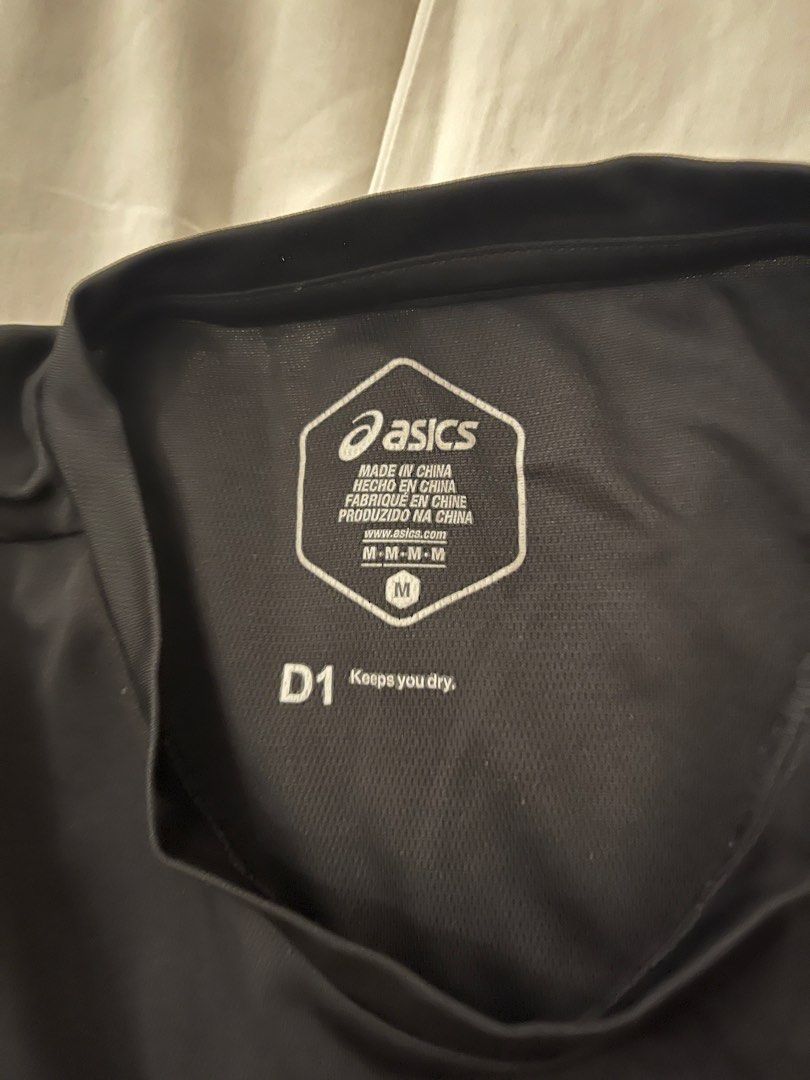 asics
MADE IN CHINA
HECHO EN CHINA
FABRIQUÉ EN CHINE
PRODUZIDO NA CHINA
www.asics.com
M•M•M•M
M
D1 Keeps you dry.